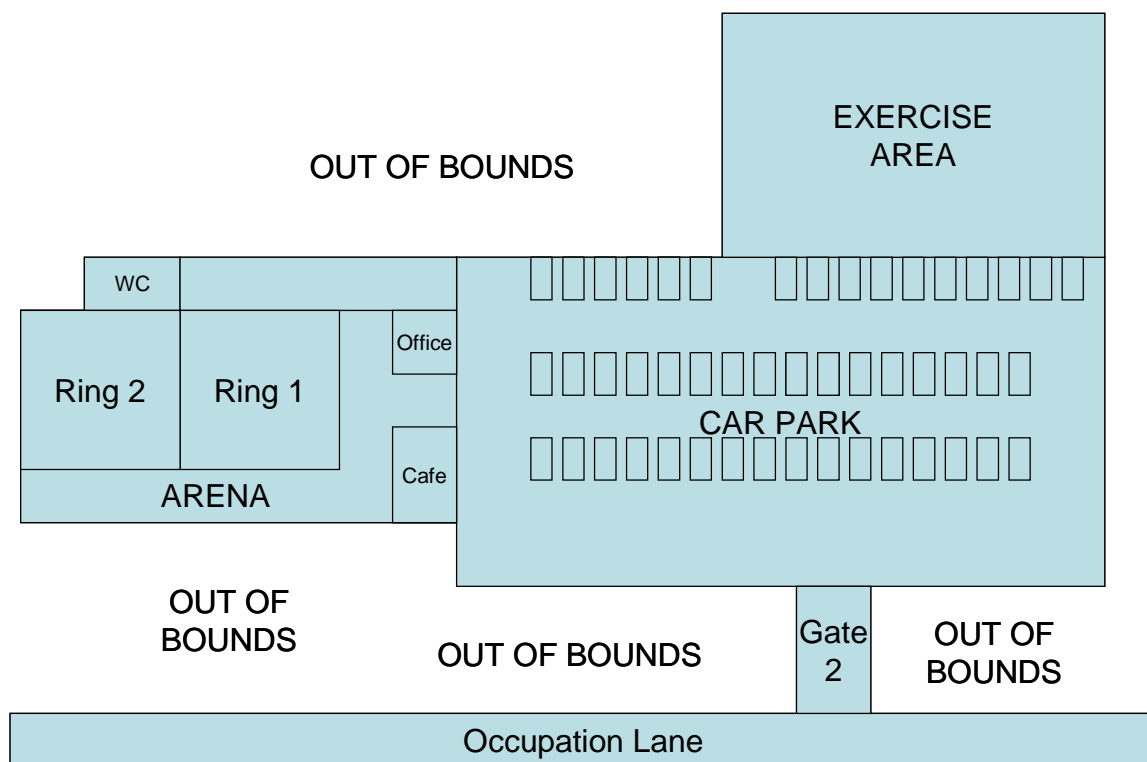 EXERCISE
AREA
OUT OF BOUNDS
WC
Office
Ring 2
Ring 1
CAR PARK
Cafe
ARENA
OUT OF
BOUNDS
OUT OF BOUNDS
Gate
2
OUT OF
BOUNDS
Occupation Lane